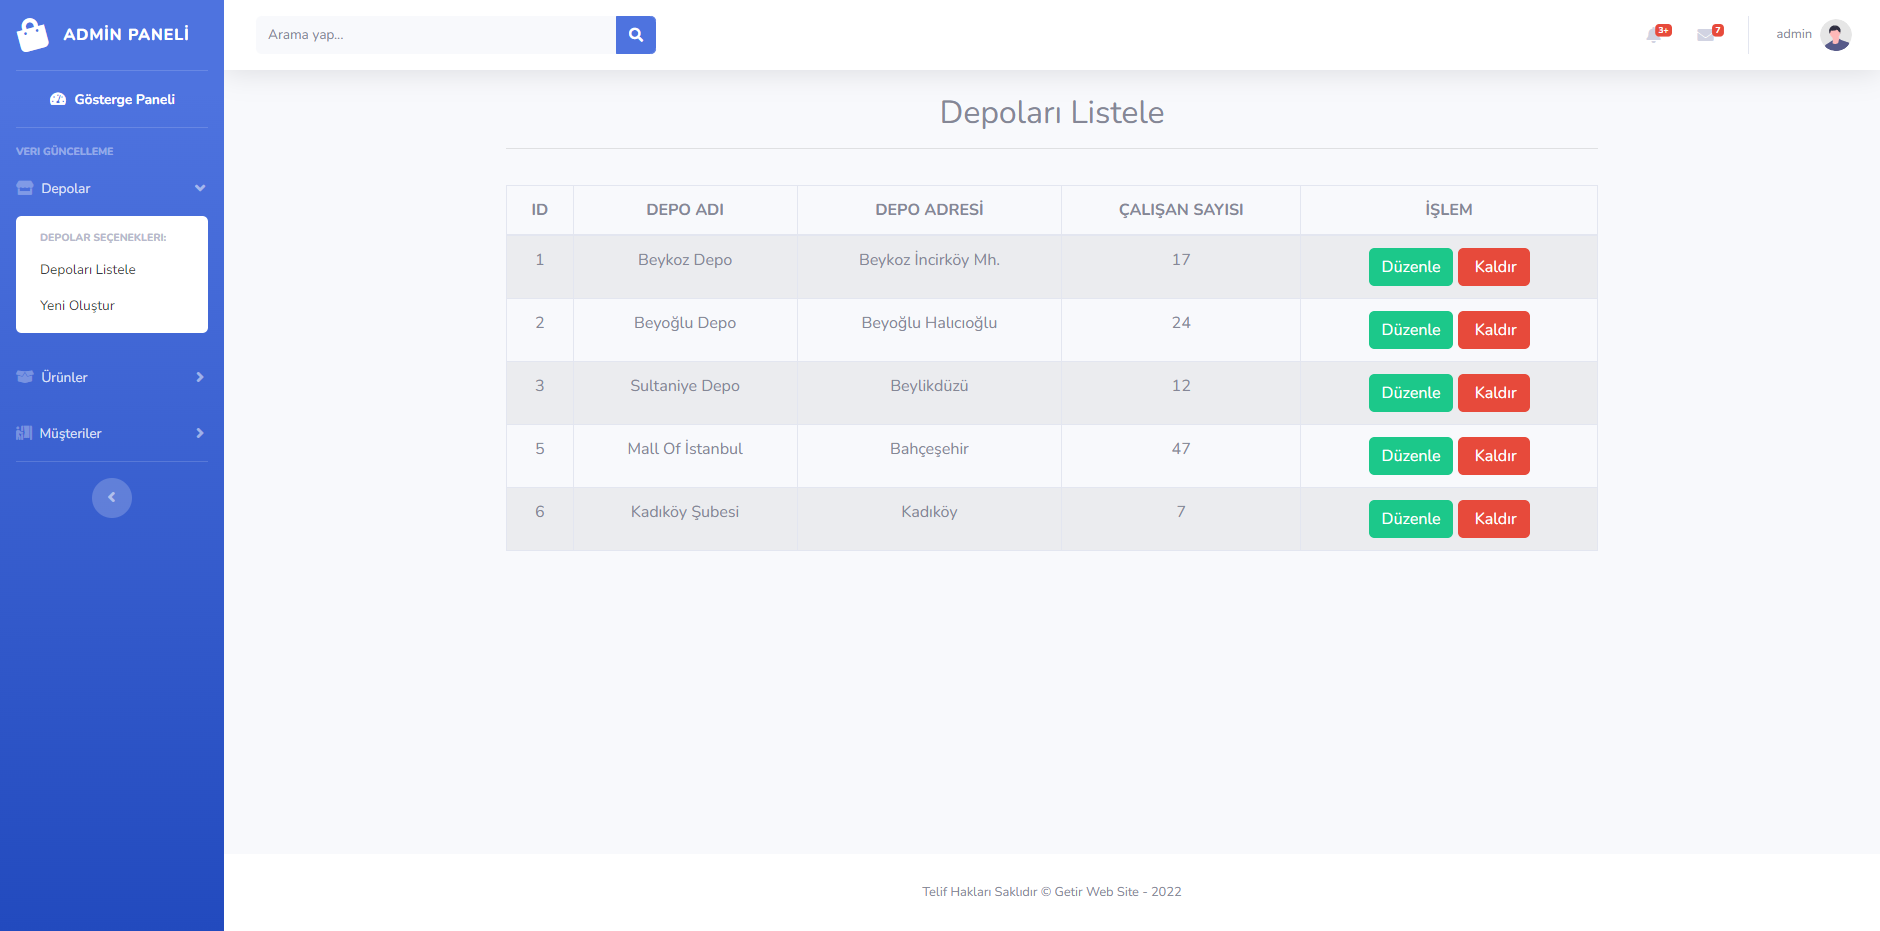 ADMİN PANELİ
Gösterge Paneli
VERI GÜNCELLEME
Depolar
DEPOLAR SEÇENEKLERI:
Depoları Listele
Yeni Oluştur
Ürünler
Müşteriler
Arama yap...
3+
7
admin
Depoları Listele
ID DEPO ADI DEPO ADRESİ ÇALIŞAN SAYISI İŞLEM
1 Beykoz Depo Beykoz İncirköy Mh. 17 Düzenle Kaldır
2 Beyoğlu Depo Beyoğlu Halıcıoğlu 24 Düzenle Kaldır
3 Sultaniye Depo Beylikdüzü 12 Düzenle Kaldır
5 Mall Of İstanbul Bahçeşehir 47 Düzenle Kaldır
6 Kadıköy Şubesi Kadıköy 7 Düzenle Kaldır
Telif Hakları Saklıdır © Getir Web Site - 2022